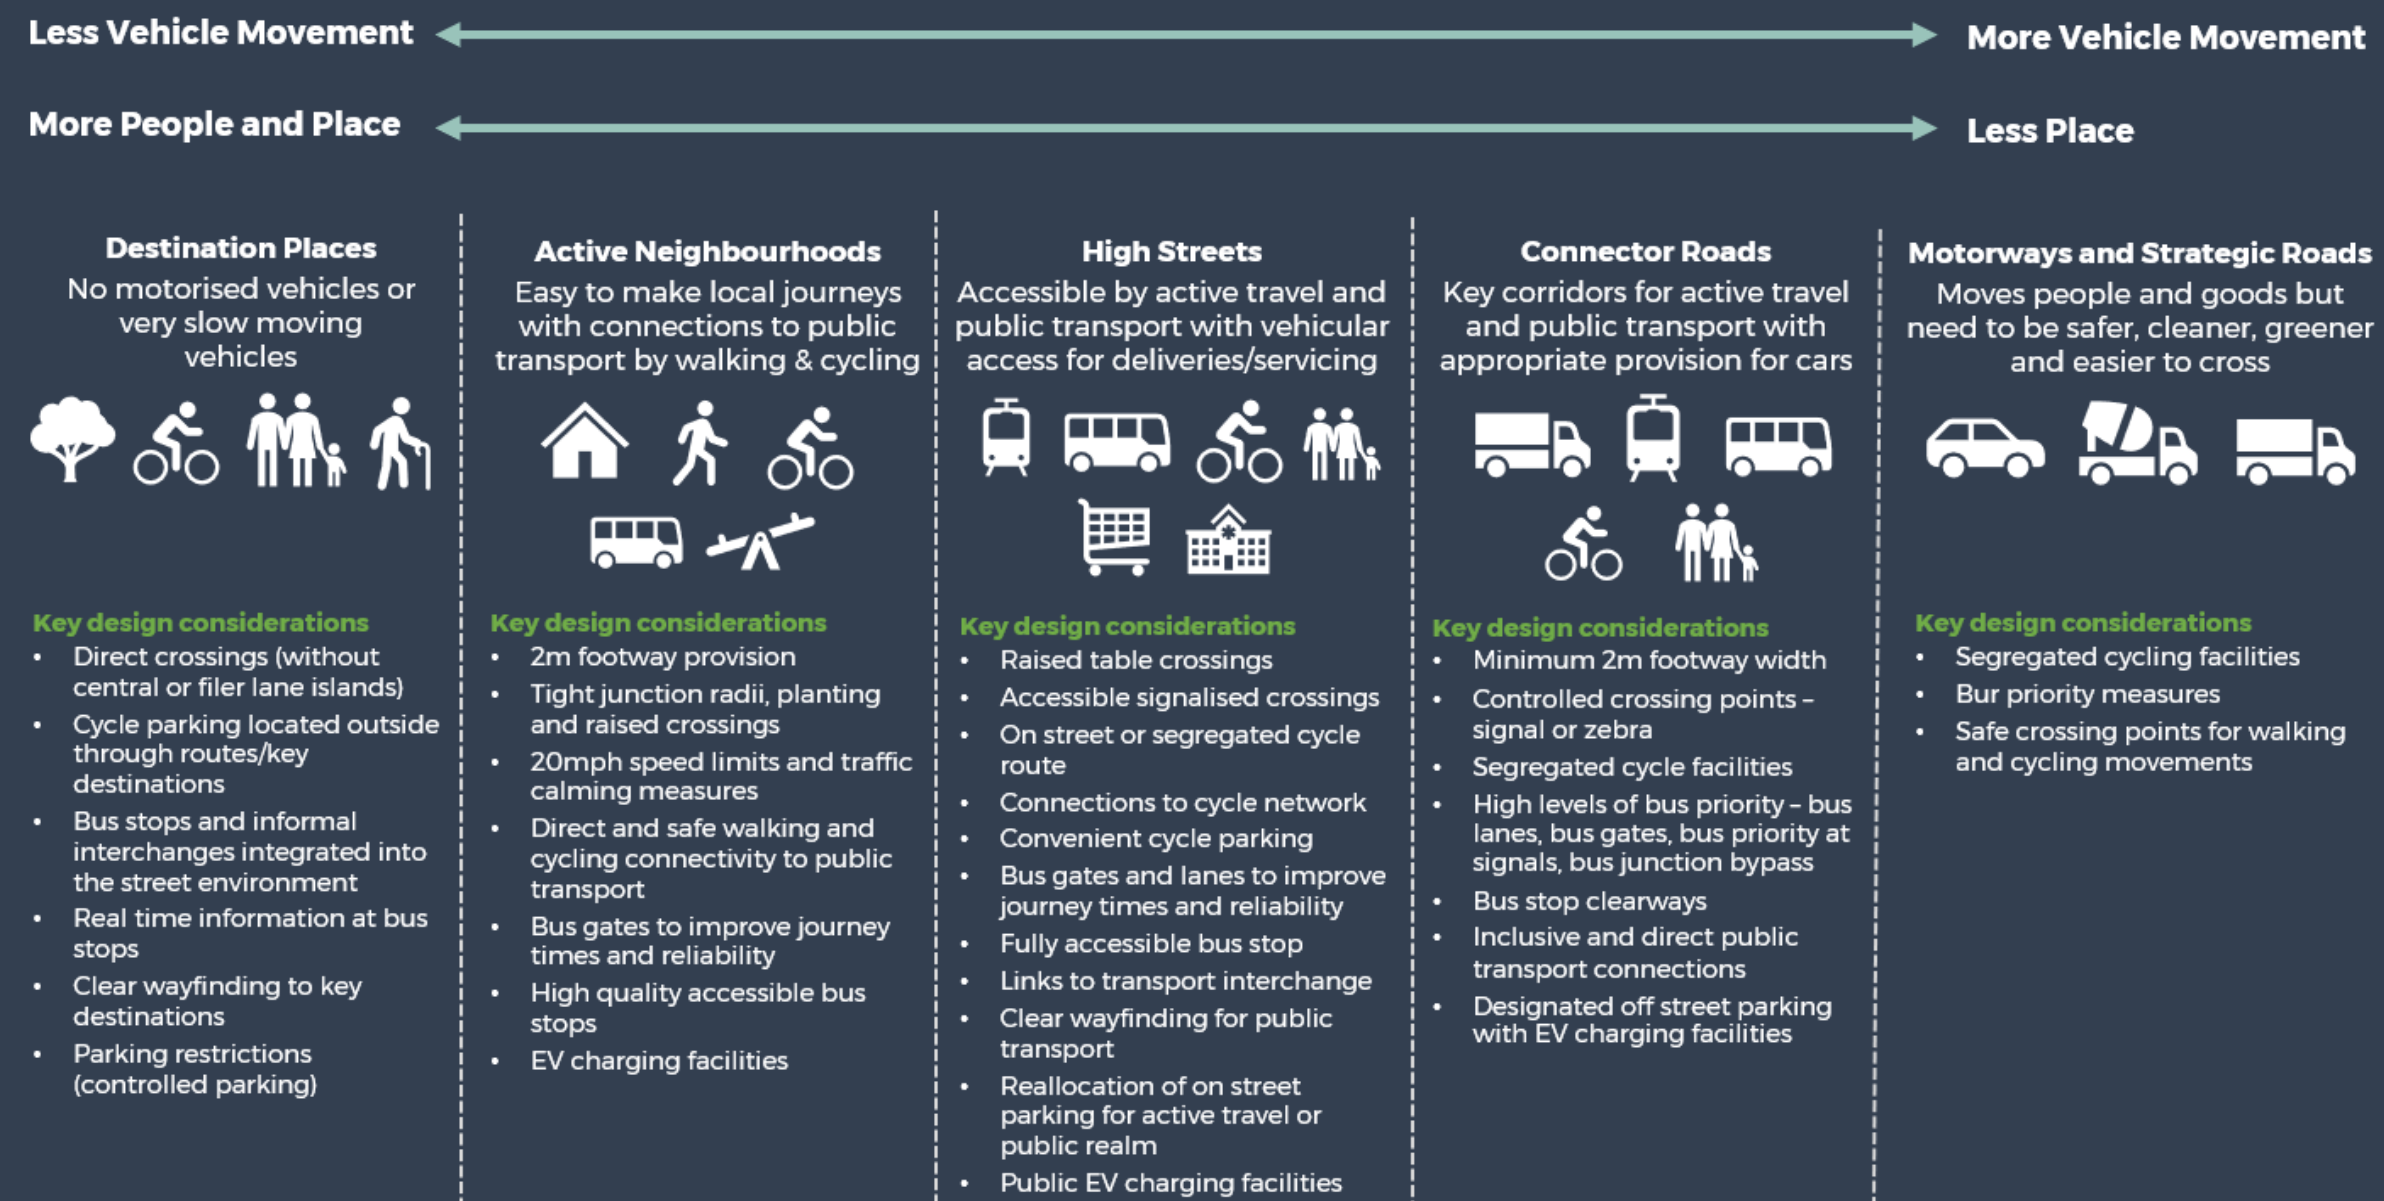 Less Vehicle Movement
More Vehicle Movement
More People and Place
Less Place
Destination Places
No motorised vehicles or
very slow moving
vehicles
Key design considerations
• Direct crossings (without
central or filer lane islands)
• Cycle parking located outside
through routes/key
destinations
• Bus stops and informal
interchanges integrated into
the street environment
• Real time information at bus
stops
• Clear wayfinding to key
destinations
• Parking restrictions
(controlled parking)
Active Neighbourhoods
Easy to make local journeys
with connections to public
transport by walking & cycling
Key design considerations
• 2m footway provision
• Tight junction radii, planting
and raised crossings
• 20mph speed limits and traffic
calming measures
• Direct and safe walking and
cycling connectivity to public
transport
• Bus gates to improve journey
times and reliability
• High quality accessible bus
stops
• EV charging facilities
High Streets
Accessible by active travel and
public transport with vehicular
access for deliveries/servicing
Key design considerations
• Raised table crossings
• Accessible signalised crossings
• On street or segregated cycle
route
• Connections to cycle network
• Convenient cycle parking
• Bus gates and lanes to improve
journey times and reliability
• Fully accessible bus stop
• Links to transport interchange
• Clear wayfinding for public
transport
• Reallocation of on street
parking for active travel or
public realm
• Public EV charging facilities
Connector Roads
Key corridors for active travel
and public transport with
appropriate provision for cars
Key design considerations
• Minimum 2m footway width
• Controlled crossing points –
signal or zebra
• Segregated cycle facilities
• High levels of bus priority – bus
lanes, bus gates, bus priority at
signals, bus junction bypass
• Bus stop clearways
• Inclusive and direct public
transport connections
• Designated off street parking
with EV charging facilities
Motorways and Strategic Roads
Moves people and goods but
need to be safer, cleaner, greener
and easier to cross
Key design considerations
• Segregated cycling facilities
• Bur priority measures
• Safe crossing points for walking
and cycling movements